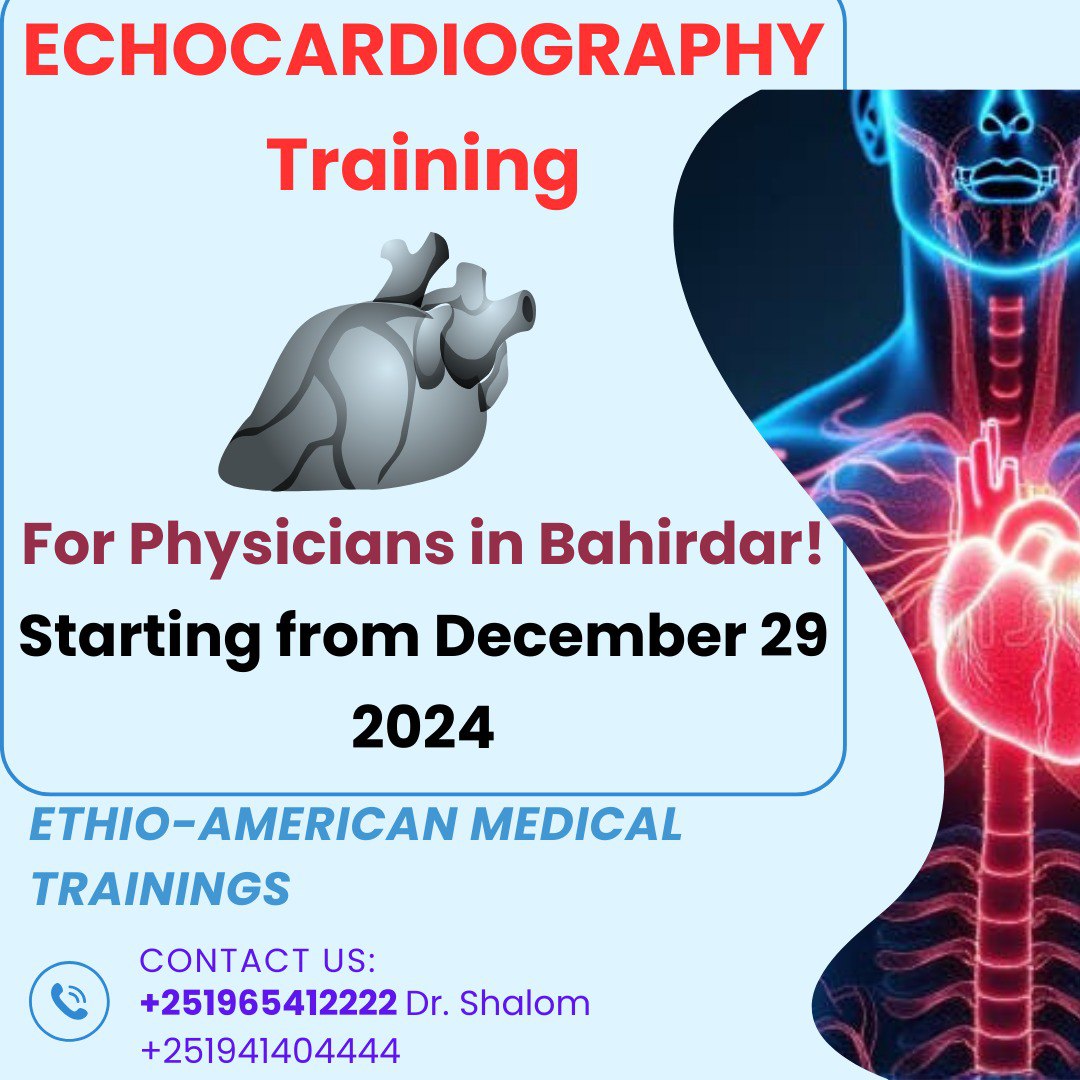 ECHOCARDIOGRAPHY
Training
For Physicians in Bahirdar!
Starting from December 29
2024
ETHIO-AMERICAN MEDICAL
TRAININGS
CONTACT US:
+251965412222 Dr. Shalom
+251941404444